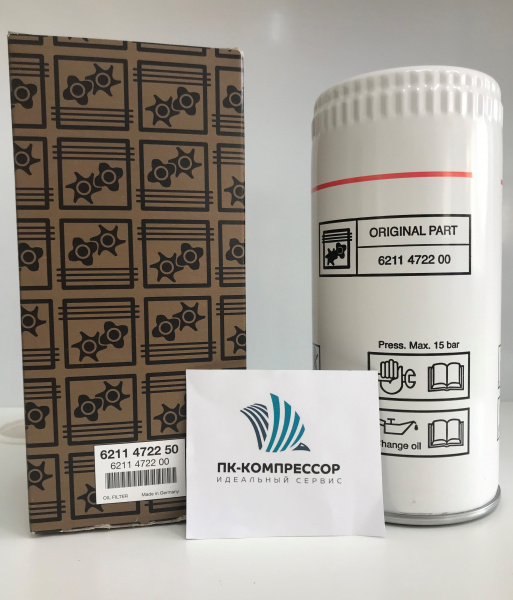 ORIGINAL PART
6211 4722 00
Press. Max. 15 bar
change oil
6211 4722 50
6211 4722 00
OIL FILTER Made in Germany
ПК-КОМПРЕССОР
ИДЕАЛЬНЫЙ СЕРВИС